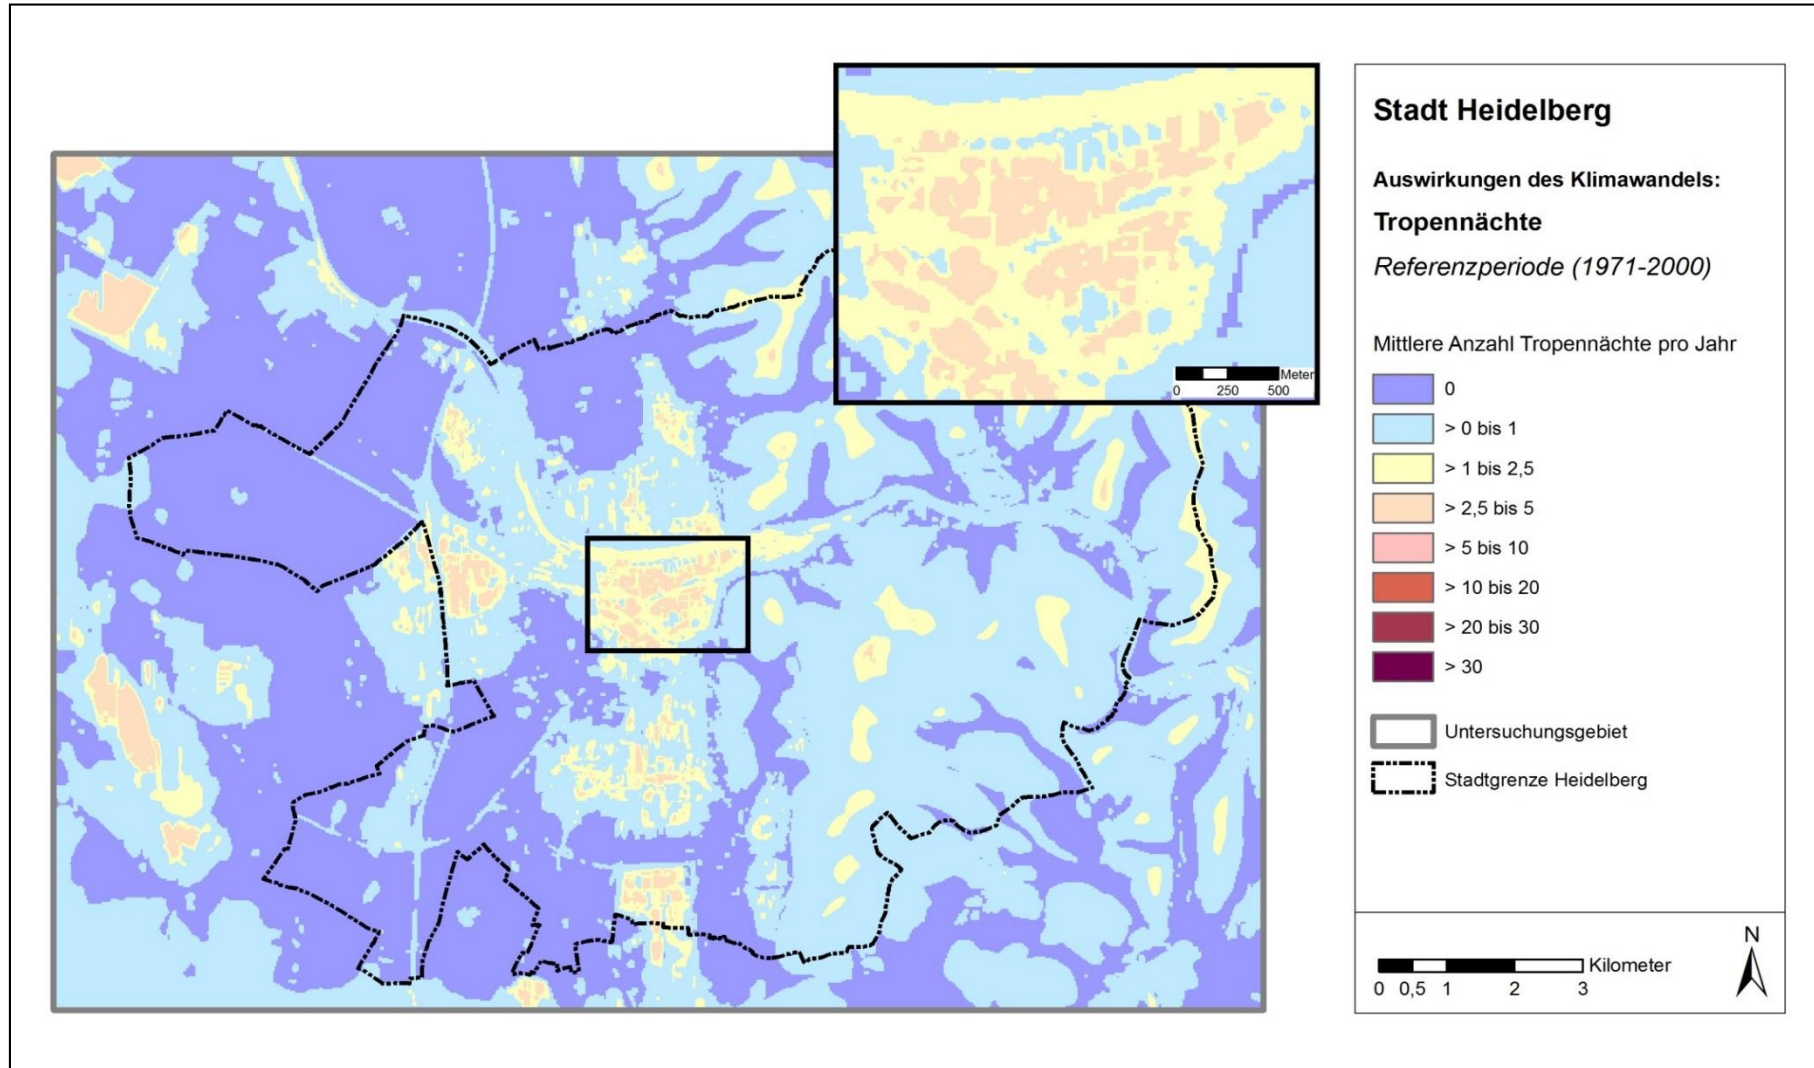 Meter
0 250 500
Stadt Heidelberg
Auswirkungen des Klimawandels:
Tropennächte
Referenzperiode (1971-2000)
Mittlere Anzahl Tropennächte pro Jahr
0
> 0 bis 1
> 1 bis 2,5
> 2,5 bis 5
> 5 bis 10
> 10 bis 20
> 20 bis 30
> 30
Untersuchungsgebiet
Stadtgrenze Heidelberg
Kilometer
0 0,5 1 2 3
N